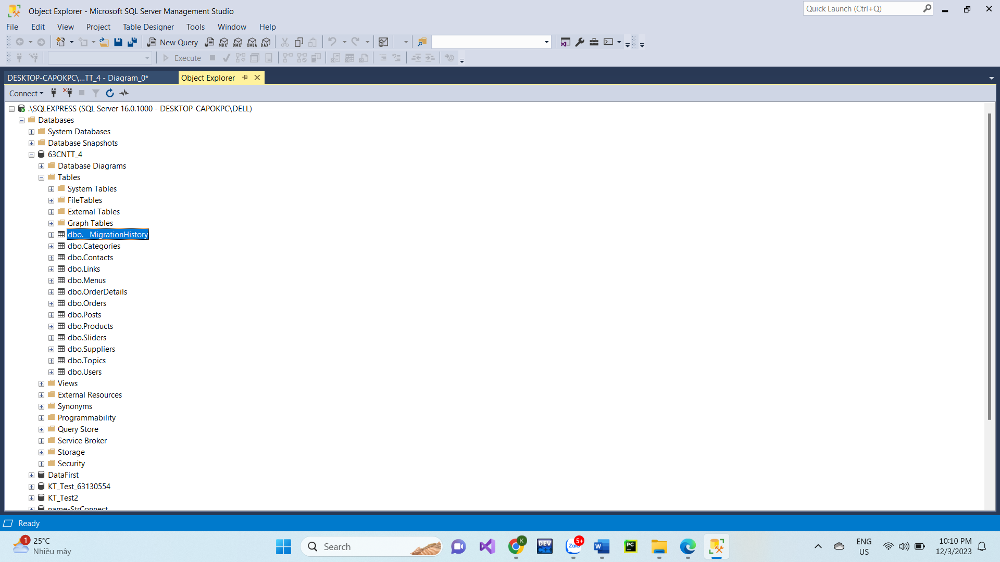 Object Explorer - Microsoft SQL Server Management Studio
Quick Launch (Ctrl+Q)
File Edit View Project Table Designer Tools Window Help
New Query MDX DMX XMLA DAX
Execute
DESKTOP-CAPOKPC\...TT_4 - Diagram_0*
Object Explorer
Connect
.\SQLEXPRESS (SQL Server 16.0.1000 - DESKTOP-CAPOKPC\DELL)
Databases
System Databases
Database Snapshots
63CNTT_4
Database Diagrams
Tables
System Tables
FileTables
External Tables
Graph Tables
dbo.__MigrationHistory
dbo.Categories
dbo.Contacts
dbo.Links
dbo.Menus
dbo.OrderDetails
dbo.Orders
dbo.Posts
dbo.Products
dbo.Sliders
dbo.Suppliers
dbo.Topics
dbo.Users
Views
External Resources
Synonyms
Programmability
Query Store
Service Broker
Storage
Security
DataFirst
KT_Test_63130554
KT_Test2
name-StrConnect
Ready
1
25°C
Nhiều mây
Search
K
DEV
C++
Zalo
5+
W
PC
ENG
US
10:10 PM
12/3/2023